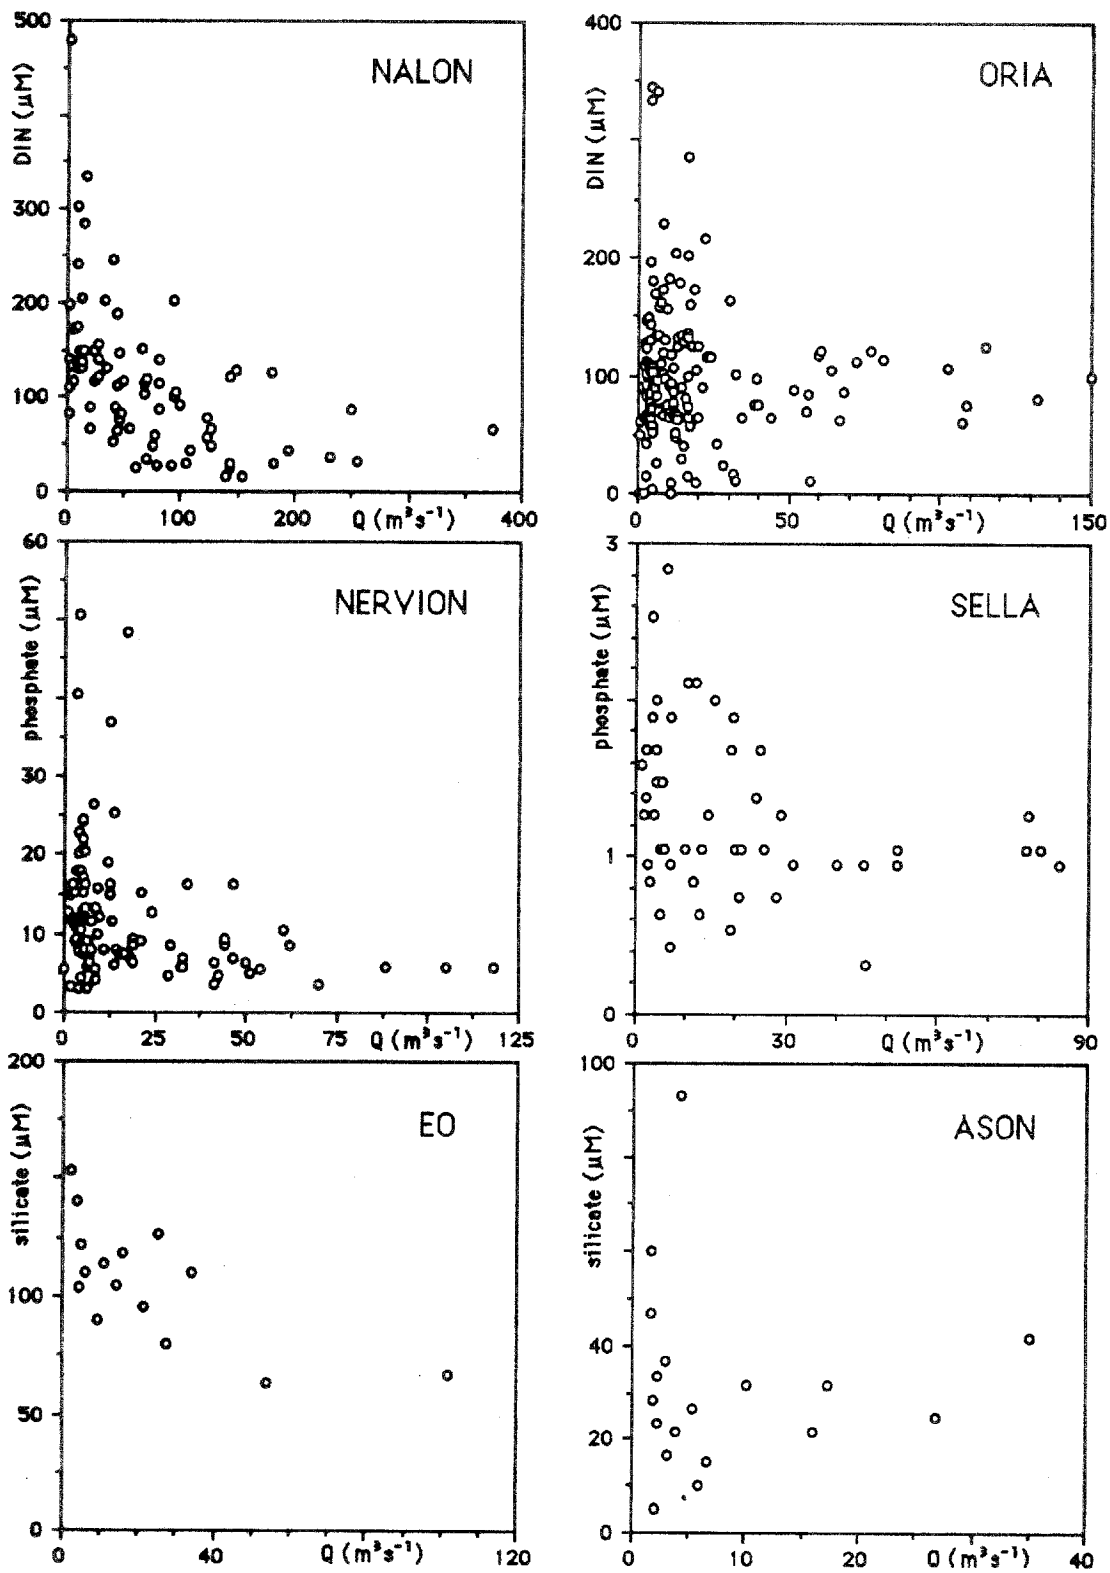 NALON
DIN (μM)
500
300
200
100
0
0 100 200 Q (m³s⁻¹) 400
ORIA
DIN (μM)
400
200
100
0
0 50 Q (m³s⁻¹) 150
NERVION
phosphate (μM)
60
30
20
10
0
0 25 50 75 Q (m³s⁻¹) 125
SELLA
phosphate (μM)
3
1
0
0 30 Q (m³s⁻¹) 90
EO
silicate (μM)
200
100
50
0
0 40 Q (m³s⁻¹) 120
ASON
silicate (μM)
100
40
20
0
0 10 20 Q (m³s⁻¹) 40